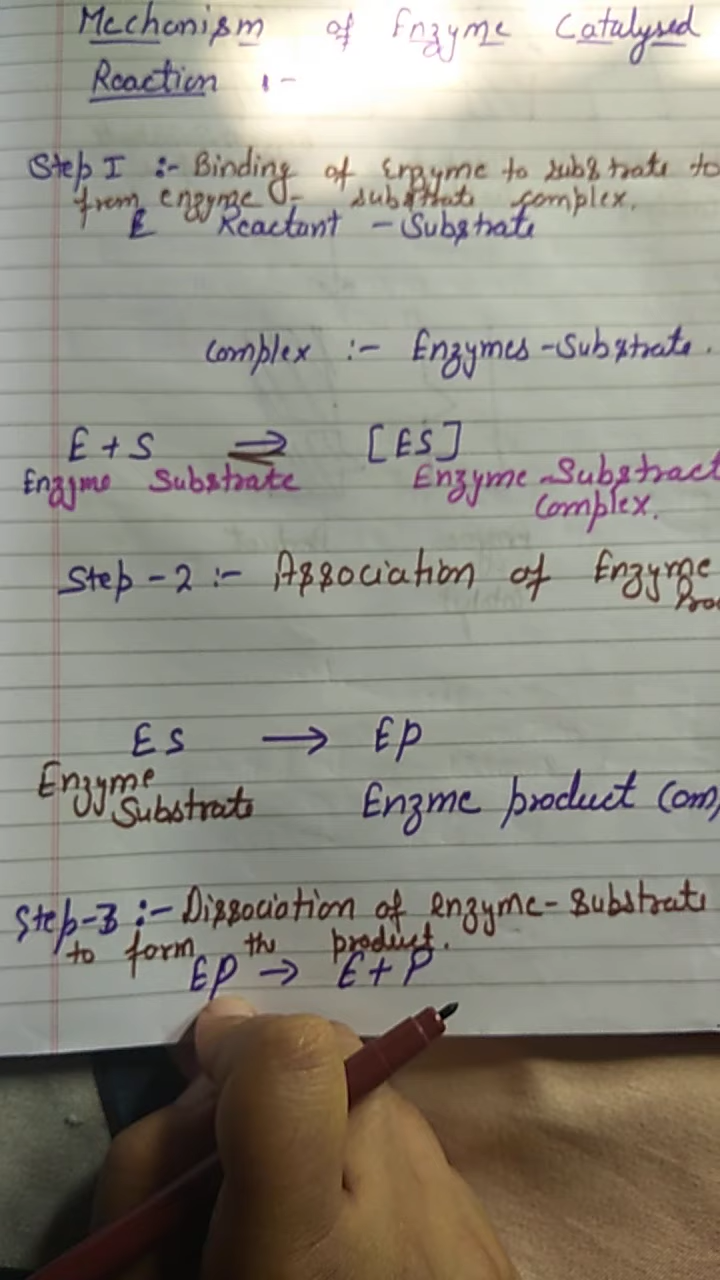 Mechanism of Enzyme Catalysed
Reaction :-
Step I :- Binding of Enzyme to substrate to
from enzyme - substrate complex.
E Reactant - Substrate
Complex :- Enzymes - Substrate.
E + S ⇌ [ES]
Enzyme Substrate Enzyme - Substract
Complex.
Step - 2 :- Association of Enzyme
ES → EP
Enzyme
Substrate Enzme product Com
Step-3 :- Dissociation of enzyme - Substrate
to form the product.
EP → E + P